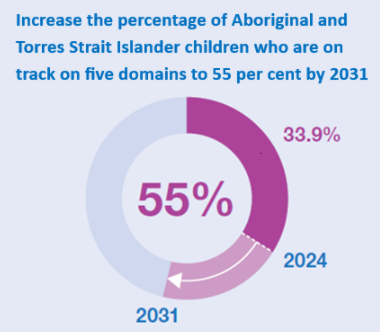 Increase the percentage of Aboriginal and
Torres Strait Islander children who are on
track on five domains to 55 per cent by 2031
33.9%
55%
2024
2031